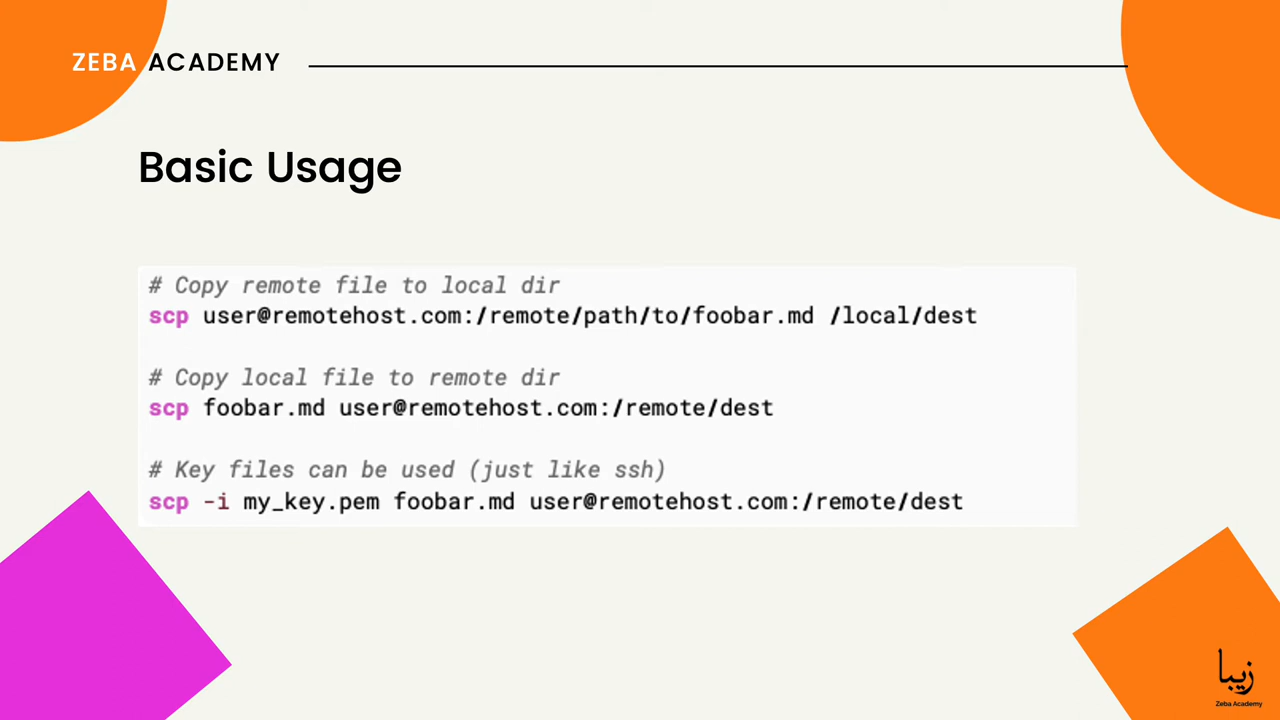 ZEBA ACADEMY
Basic Usage
# Copy remote file to local dir
scp user@remotehost.com:/remote/path/to/foobar.md /local/dest
# Copy local file to remote dir
scp foobar.md user@remotehost.com:/remote/dest
# Key files can be used (just like ssh)
scp -i my_key.pem foobar.md user@remotehost.com:/remote/dest
زيبا
Zeba Academy